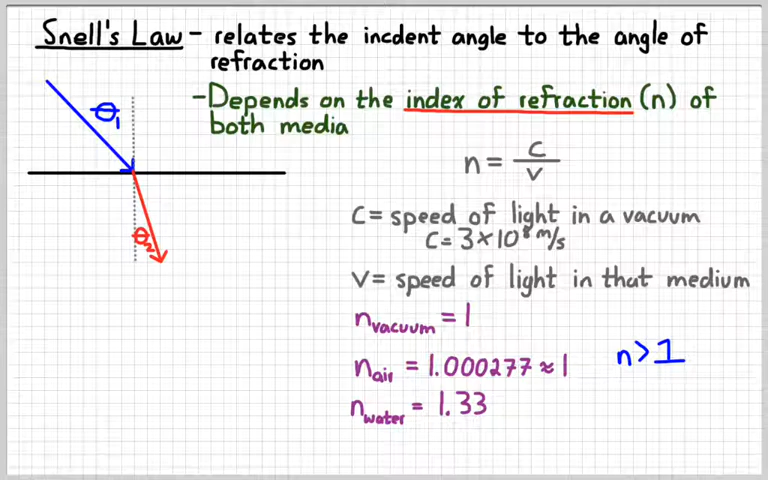 Snell's Law - relates the incdent angle to the angle of
refraction
- Depends on the index of refraction (n) of
both media
θ₁
n = c/v
C = speed of light in a vacuum
C = 3×10⁸ m/s
θ₂
V = speed of light in that medium
n_vacuum = 1
n_air = 1.000277 ≈ 1
n > 1
n_water = 1.33